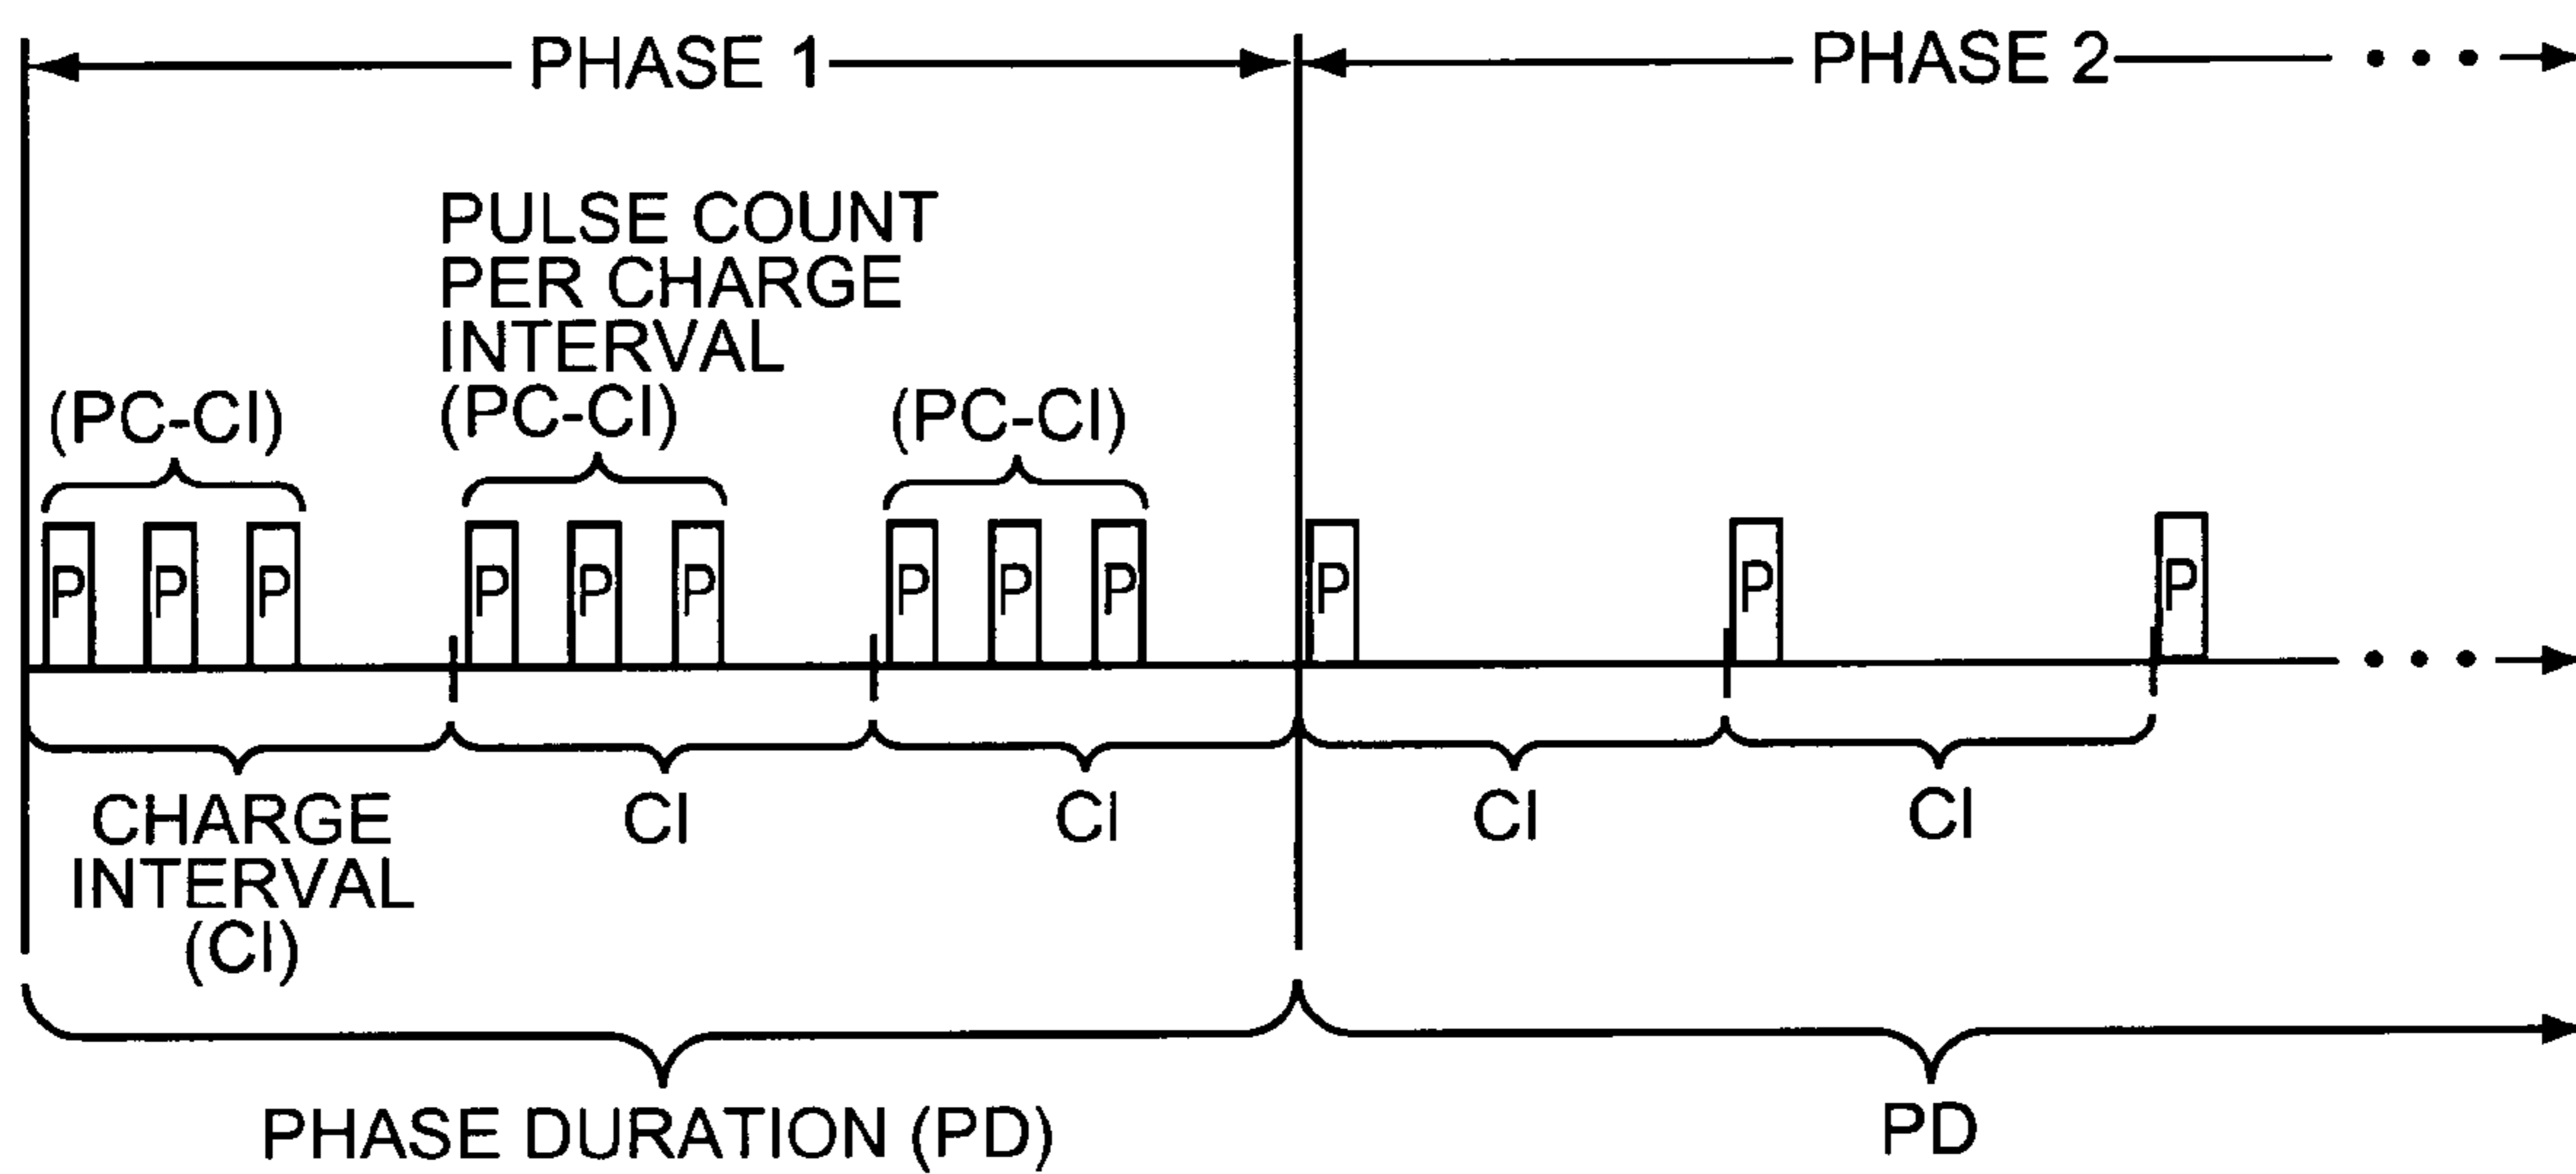 PHASE 1
PHASE 2
PULSE COUNT
PER CHARGE
INTERVAL
(PC-CI)
(PC-CI)
(PC-CI)
P P P P P P P P P P P P
CHARGE
INTERVAL
(CI)
CI
CI
CI
CI
PHASE DURATION (PD)
PD